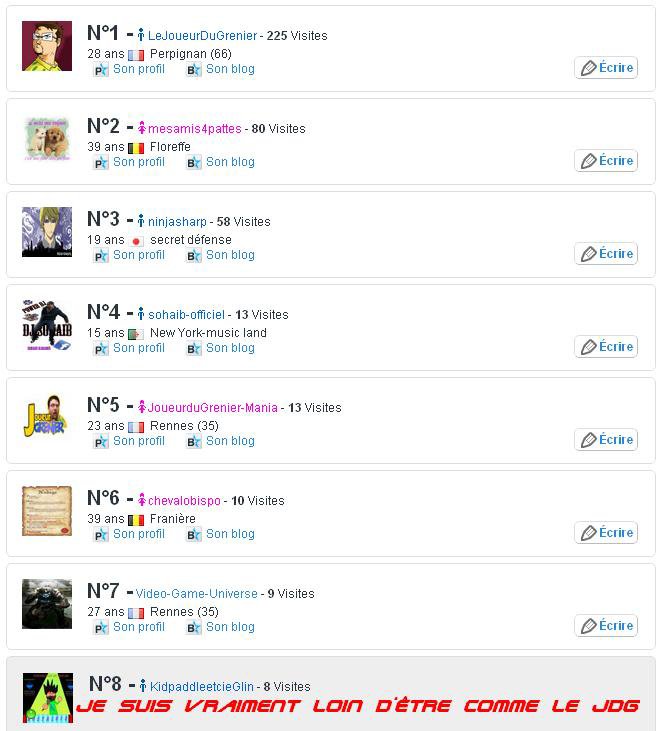 N°1 - LeJoueurDuGrenier - 225 Visites
28 ans Perpignan (66)
Son profil Son blog
Écrire
N°2 - mesamis4pattes - 80 Visites
39 ans Floreffe
Son profil Son blog
Écrire
N°3 - ninjasharp - 58 Visites
19 ans secret défense
Son profil Son blog
Écrire
N°4 - sohaib-officiel - 13 Visites
15 ans New York-music land
Son profil Son blog
Écrire
DJ SOHAIB
N°5 - JoueurduGrenier-Mania - 13 Visites
23 ans Rennes (35)
Son profil Son blog
Écrire
JOUEUR
GRENIER
N°6 - chevalobispo - 10 Visites
39 ans Franière
Son profil Son blog
Écrire
N°7 - Video-Game-Universe - 9 Visites
27 ans Rennes (35)
Son profil Son blog
Écrire
N°8 - KidpaddleetcieGlin - 8 Visites
JE SUIS VRAIMENT LOIN D'ÊTRE COMME LE JDG